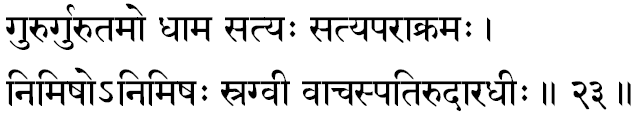 गुरुर्गुरुतमो धाम सत्यः सत्यपराक्रमः ।
निमिषोऽनिमिषः स्रग्वी वाचस्पतिरुदारधीः ॥ २३ ॥